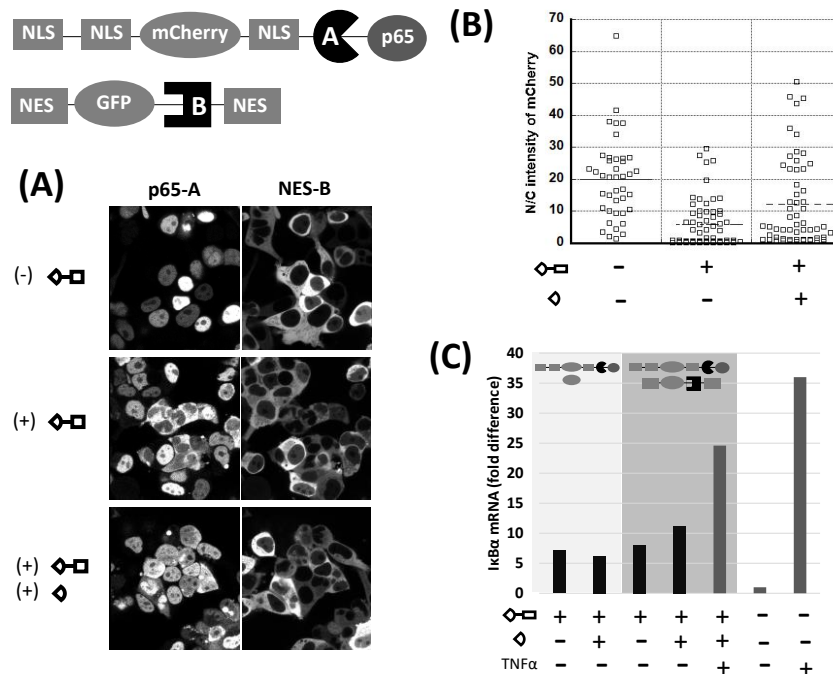 NLS NLS mCherry NLS A p65
NES GFP B NES
(A)
p65-A NES-B
(-)
(+)
(+)
(+)
(B)
N/C intensity of mCherry
70
60
50
40
30
20
10
0
- + +
- - +
(C)
IκBα mRNA (fold difference)
40
35
30
25
20
15
10
5
0
+ + + + + - -
- + - + + - -
TNFα - - - - + - +